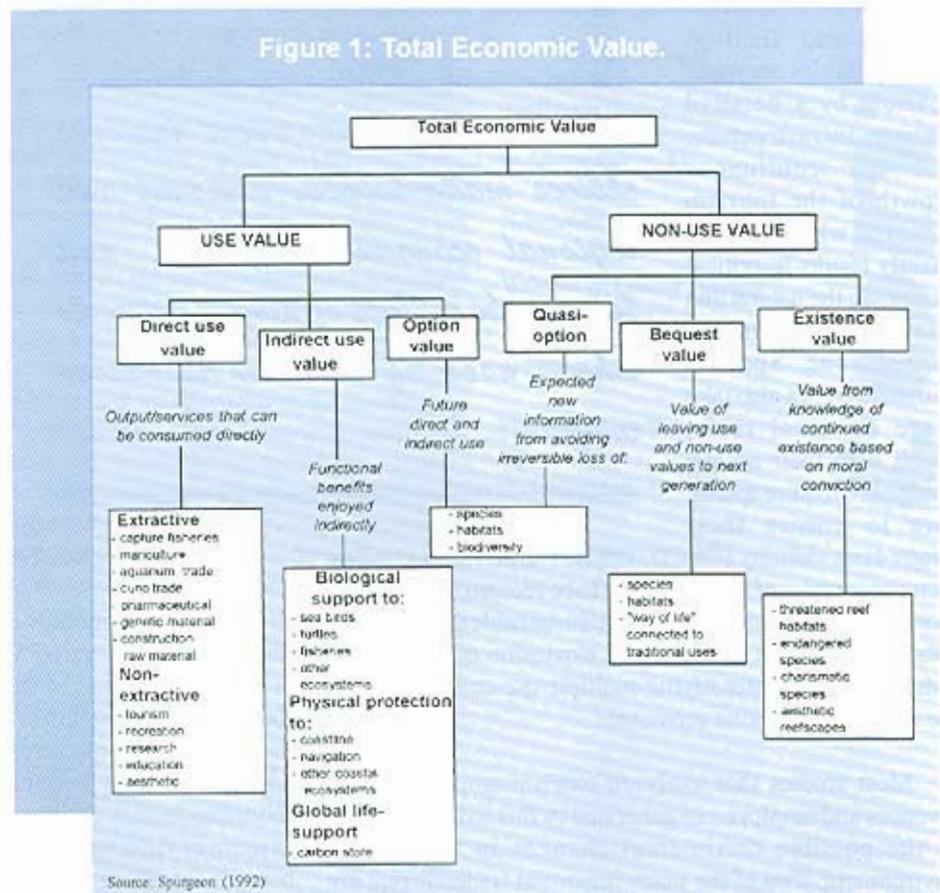 Figure 1: Total Economic Value.
Total Economic Value
USE VALUE
NON-USE VALUE
Direct use
value
Indirect use
value
Option
value
Quasi-
option
Bequest
value
Existence
value
Output/services that can
be consumed directly
Functional
benefits
enjoyed
indirectly
Future
direct and
indirect use
Expected
new
information
from avoiding
irreversible loss of:
Value of
leaving use
and non-use
values to next
generation
Value from
knowledge of
continued
existence based
on moral
conviction
Extractive
- capture fisheries
- mariculture
- aquarium trade
- curio trade
- pharmaceutical
- genetic material
- construction
raw material
Non-
extractive
- tourism
- recreation
- research
- education
- aesthetic
Biological
support to:
- sea birds
- turtles
- fisheries
- other
ecosystems
Physical protection
to:
- coastline
- navigation
- other coastal
ecosystems
Global life-
support
- carbon store
- species
- habitats
- biodiversity
- species
- habitats
- "way of life"
connected to
traditional uses
- threatened reef
habitats
- endangered
species
- charismatic
species
- aesthetic
reefscapes
Source: Spurgeon (1992)